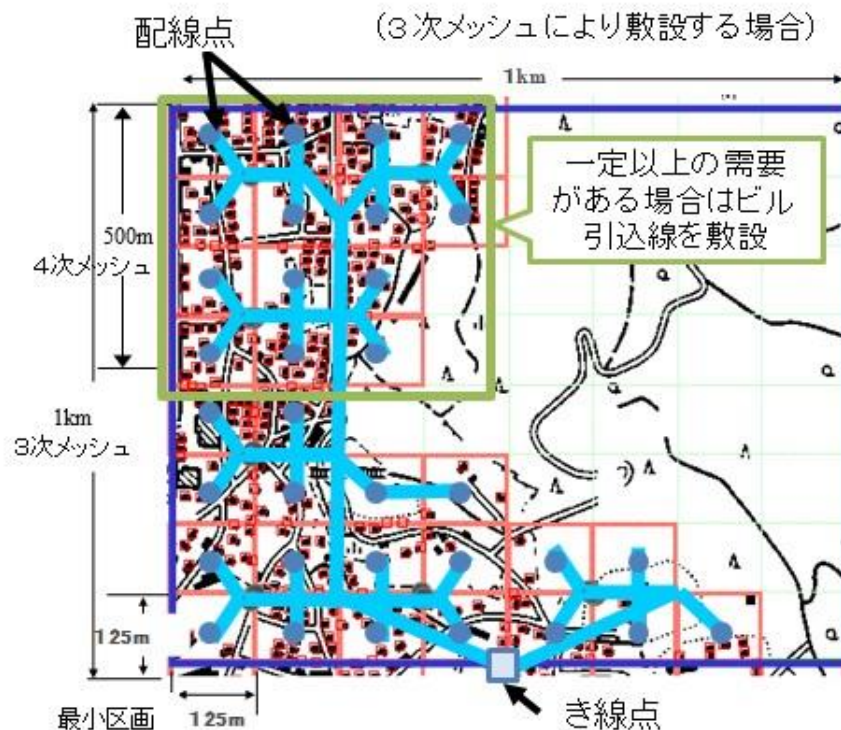 配線点
(3次メッシュにより敷設する場合)
1km
500m
4次メッシュ
一定以上の需要
がある場合はビル
引込線を敷設
1km
3次メッシュ
125m
最小区画
125m
き線点